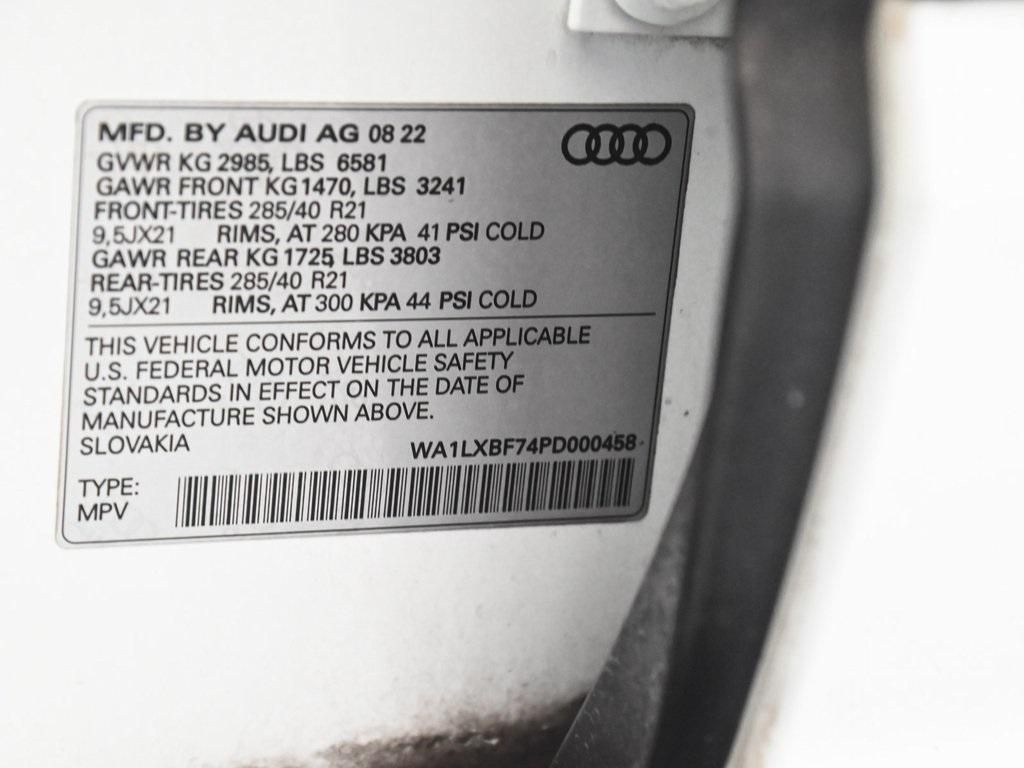 MFD. BY AUDI AG 08 22
GVWR KG 2985, LBS 6581
GAWR FRONT KG 1470, LBS 3241
FRONT-TIRES 285/40 R21
9,5JX21 RIMS, AT 280 KPA 41 PSI COLD
GAWR REAR KG 1725, LBS 3803
REAR-TIRES 285/40 R21
9,5JX21 RIMS, AT 300 KPA 44 PSI COLD
THIS VEHICLE CONFORMS TO ALL APPLICABLE
U.S. FEDERAL MOTOR VEHICLE SAFETY
STANDARDS IN EFFECT ON THE DATE OF
MANUFACTURE SHOWN ABOVE.
SLOVAKIA WA1LXBF74PD000458
TYPE:
MPV